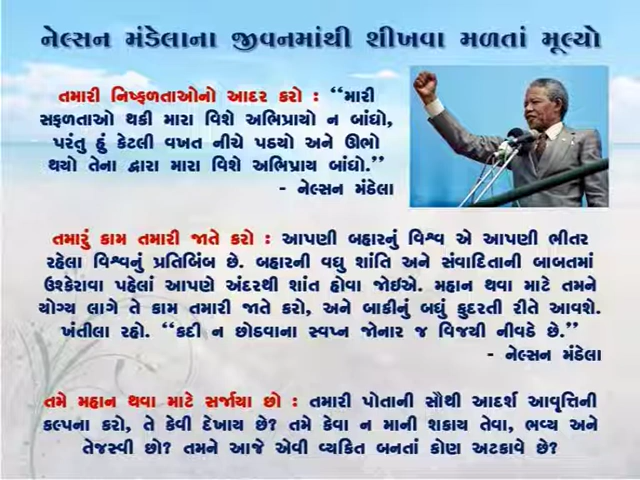 નેલ્સન મંડેલાના જીવનમાંથી શીખવા મળતાં મૂલ્યો
તમારી નિષ્ફળતાઓનો આદર કરો : “મારી
સફળતાઓ થકી મારા વિશે અભિપ્રાયો ન બાંધો,
પરંતુ હું કેટલી વખત નીચે પડયો અને ઊભો
થયો તેના દ્વારા મારા વિશે અભિપ્રાય બાંધો.”
- નેલ્સન મંડેલા
તમારું કામ તમારી જાતે કરો : આપણી બહારનું વિશ્વ એ આપણી ભીતર
રહેલા વિશ્વનું પ્રતિબિંબ છે. બહારની વધુ શાંતિ અને સંવાદિતાની બાબતમાં
ઉશ્કેરાવા પહેલાં આપણે અંદરથી શાંત હોવા જોઇએ. મહાન થવા માટે તમને
યોગ્ય લાગે તે કામ તમારી જાતે કરો, અને બાકીનું બધું કુદરતી રીતે આવશે.
ખંતીલા રહો. “કદી ન છોડવાના સ્વપ્ન જોનાર જ વિજયી નીવડે છે.”
- નેલ્સન મંડેલા
તમે મહાન થવા માટે સર્જાયા છો : તમારી પોતાની સૌથી આદર્શ આવૃત્તિની
કલ્પના કરો, તે કેવી દેખાય છે? તમે કેવા ન માની શકાય તેવા, ભવ્ય અને
તેજસ્વી છો? તમને આજે એવી વ્યકિત બનતાં કોણ અટકાવે છે?